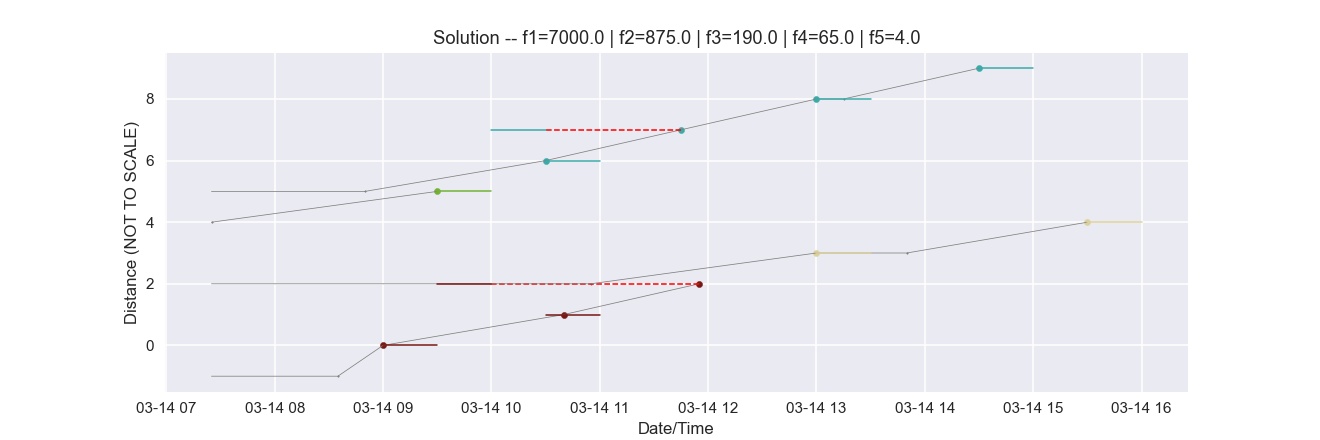 Solution -- f1=7000.0 | f2=875.0 | f3=190.0 | f4=65.0 | f5=4.0
Distance (NOT TO SCALE)
8
6
4
2
0
03-14 07 03-14 08 03-14 09 03-14 10 03-14 11 03-14 12 03-14 13 03-14 14 03-14 15 03-14 16
Date/Time